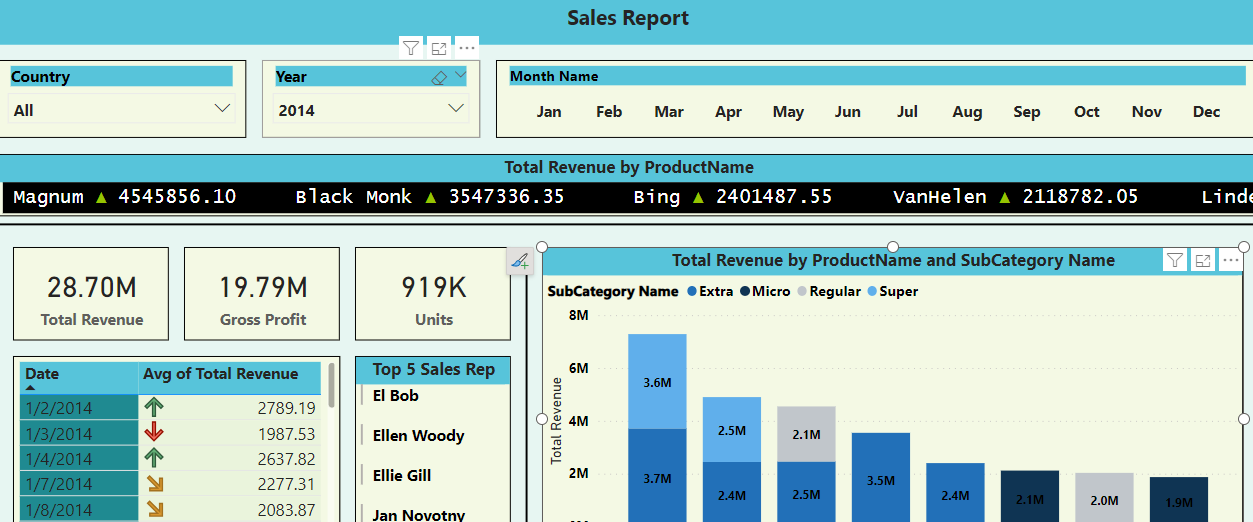 Sales Report
Country
All
Year
2014
Month Name
Jan Feb Mar Apr May Jun Jul Aug Sep Oct Nov Dec
Total Revenue by ProductName
Magnum ▲ 4545856.10 Black Monk ▲ 3547336.35 Bing ▲ 2401487.55 VanHelen ▲ 2118782.05 Linde
28.70M
Total Revenue
19.79M
Gross Profit
919K
Units
Date Avg of Total Revenue
1/2/2014 2789.19
1/3/2014 1987.53
1/4/2014 2637.82
1/7/2014 2277.31
1/8/2014 2083.87
Top 5 Sales Rep
El Bob
Ellen Woody
Ellie Gill
Jan Novotny
Total Revenue by ProductName and SubCategory Name
SubCategory Name Extra Micro Regular Super
Total Revenue
8M
6M
4M
2M
3.6M
3.7M
2.5M
2.4M
2.1M
2.5M
3.5M
2.4M
2.1M
2.0M
1.9M